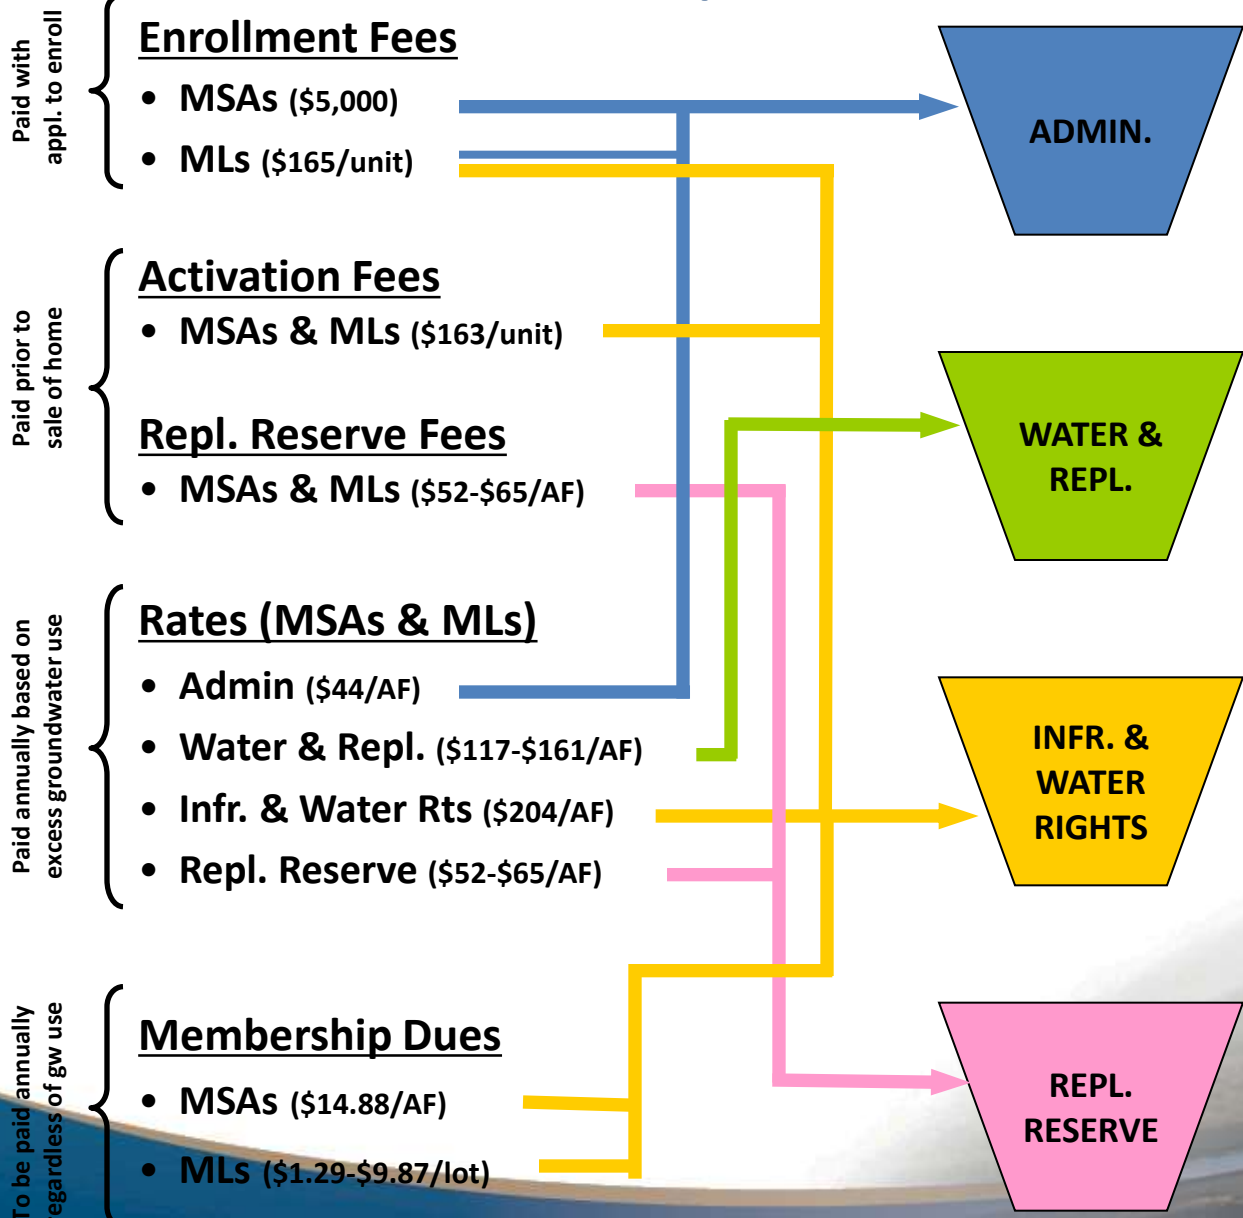 Paid with
appl. to enroll
Enrollment Fees
• MSAs ($5,000)
• MLs ($165/unit)
ADMIN.
Paid prior to
sale of home
Activation Fees
• MSAs & MLs ($163/unit)
Repl. Reserve Fees
• MSAs & MLs ($52-$65/AF)
WATER &
REPL.
Paid annually based on
excess groundwater use
Rates (MSAs & MLs)
• Admin ($44/AF)
• Water & Repl. ($117-$161/AF)
• Infr. & Water Rts ($204/AF)
• Repl. Reserve ($52-$65/AF)
INFR. &
WATER
RIGHTS
To be paid annually
regardless of gw use
Membership Dues
• MSAs ($14.88/AF)
• MLs ($1.29-$9.87/lot)
REPL.
RESERVE